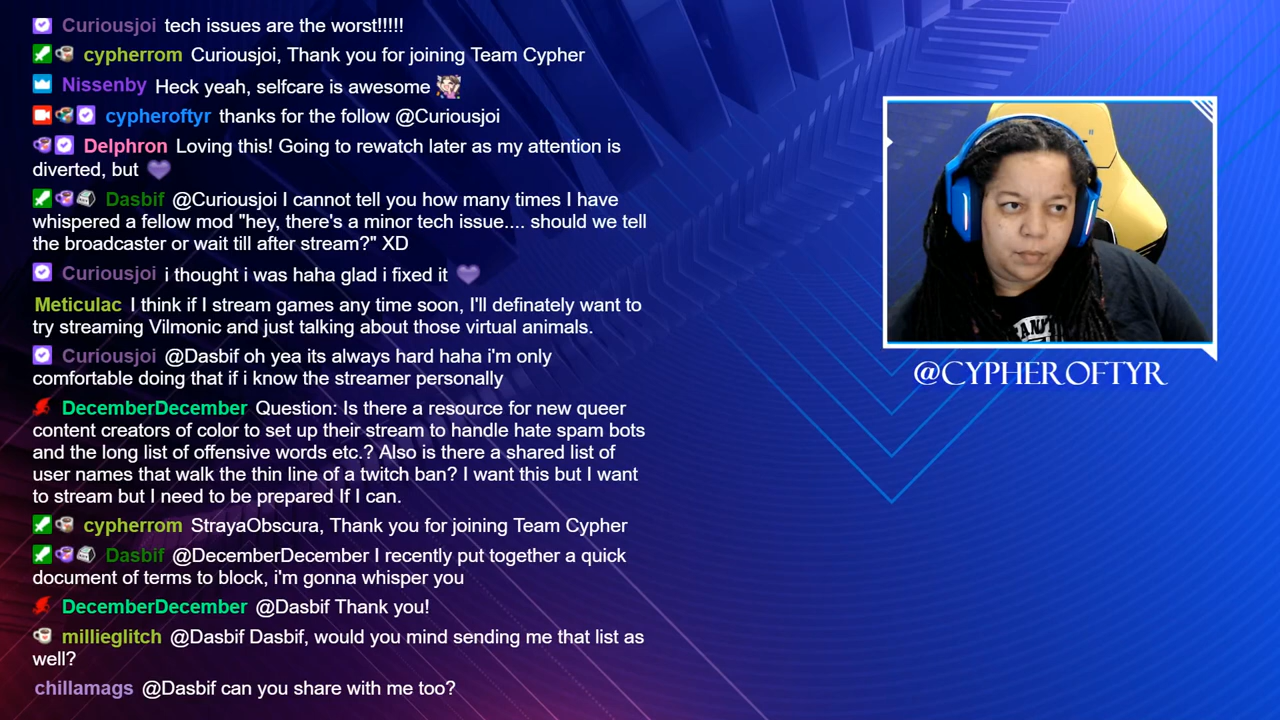 Curiousjoi tech issues are the worst!!!!!
cypherrom Curiousjoi, Thank you for joining Team Cypher
Nissenby Heck yeah, selfcare is awesome
cypheroftyr thanks for the follow @Curiousjoi
Delphron Loving this! Going to rewatch later as my attention is
diverted, but
Dasbif @Curiousjoi I cannot tell you how many times I have
whispered a fellow mod "hey, there's a minor tech issue.... should we tell
the broadcaster or wait till after stream?" XD
Curiousjoi i thought i was haha glad i fixed it
Meticulac I think if I stream games any time soon, I'll definately want to
try streaming Vilmonic and just talking about those virtual animals.
Curiousjoi @Dasbif oh yea its always hard haha i'm only
comfortable doing that if i know the streamer personally
DecemberDecember Question: Is there a resource for new queer
content creators of color to set up their stream to handle hate spam bots
and the long list of offensive words etc.? Also is there a shared list of
user names that walk the thin line of a twitch ban? I want this but I want
to stream but I need to be prepared If I can.
cypherrom StrayaObscura, Thank you for joining Team Cypher
Dasbif @DecemberDecember I recently put together a quick
document of terms to block, i'm gonna whisper you
DecemberDecember @Dasbif Thank you!
millieglitch @Dasbif Dasbif, would you mind sending me that list as
well?
chillamags @Dasbif can you share with me too?
@CYPHEROFTYR